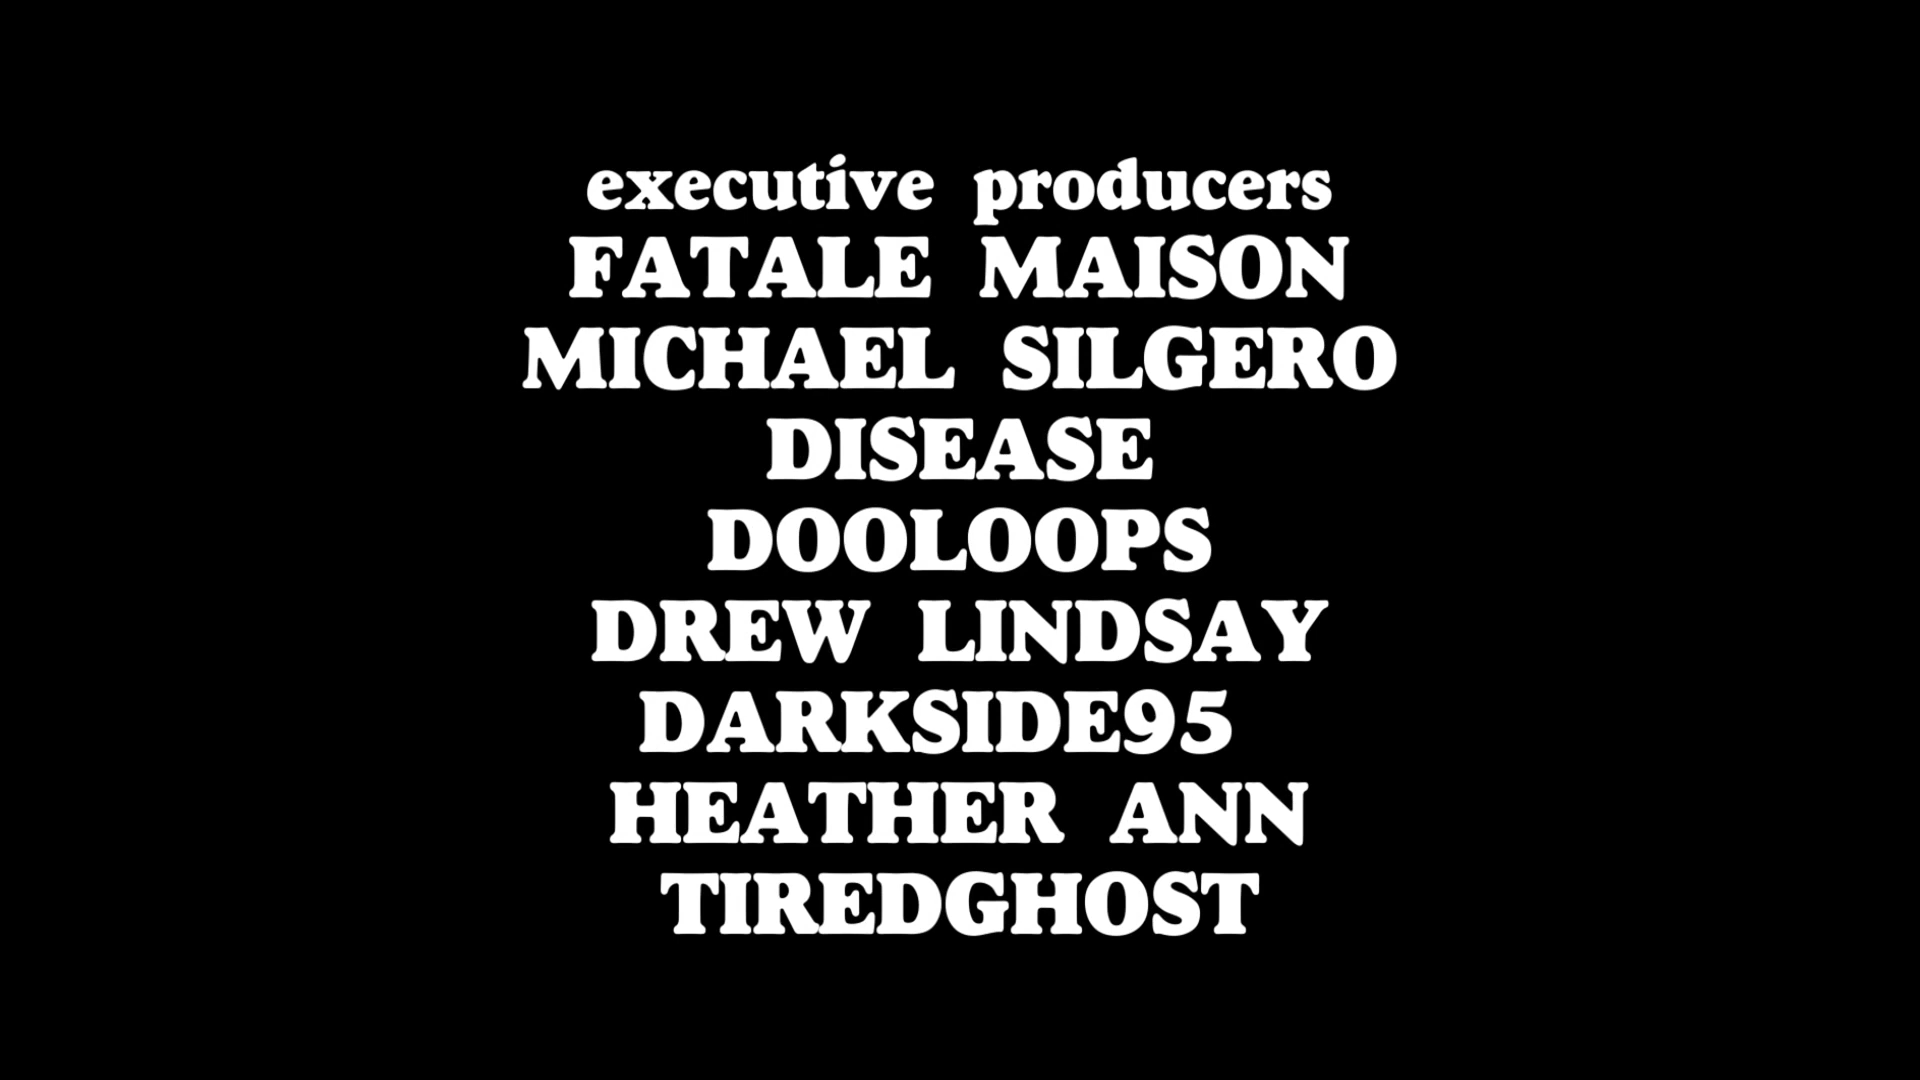 executive producers
FATALE MAISON
MICHAEL SILGERO
DISEASE
DOOLOOPS
DREW LINDSAY
DARKSIDE95
HEATHER ANN
TIREDGHOST